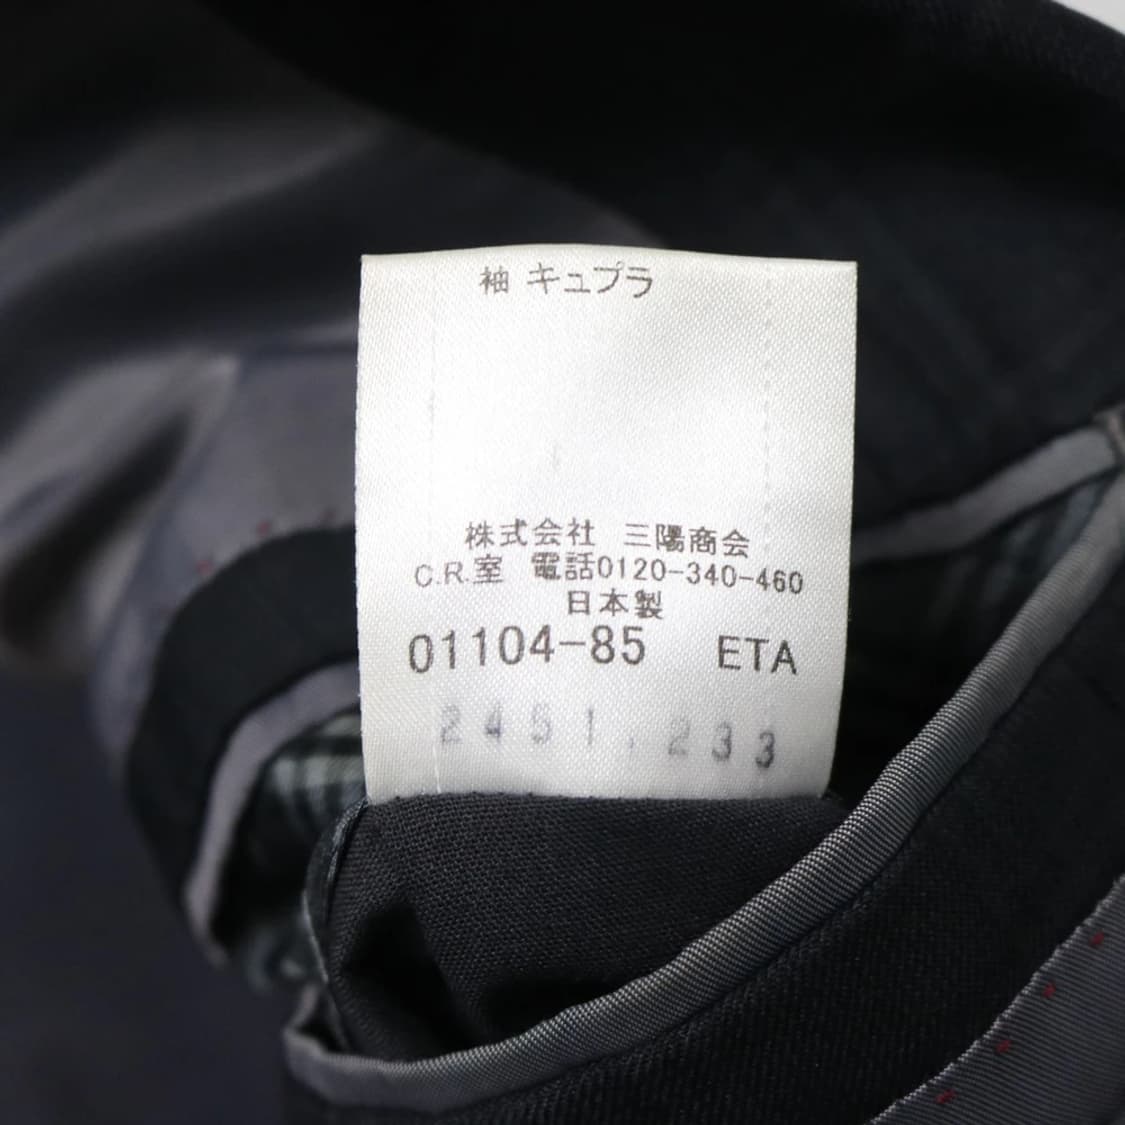 袖 キュプラ
株式会社 三陽商会
C.R.室 電話0120-340-460
日本製
01104-85 ETA
2451.233